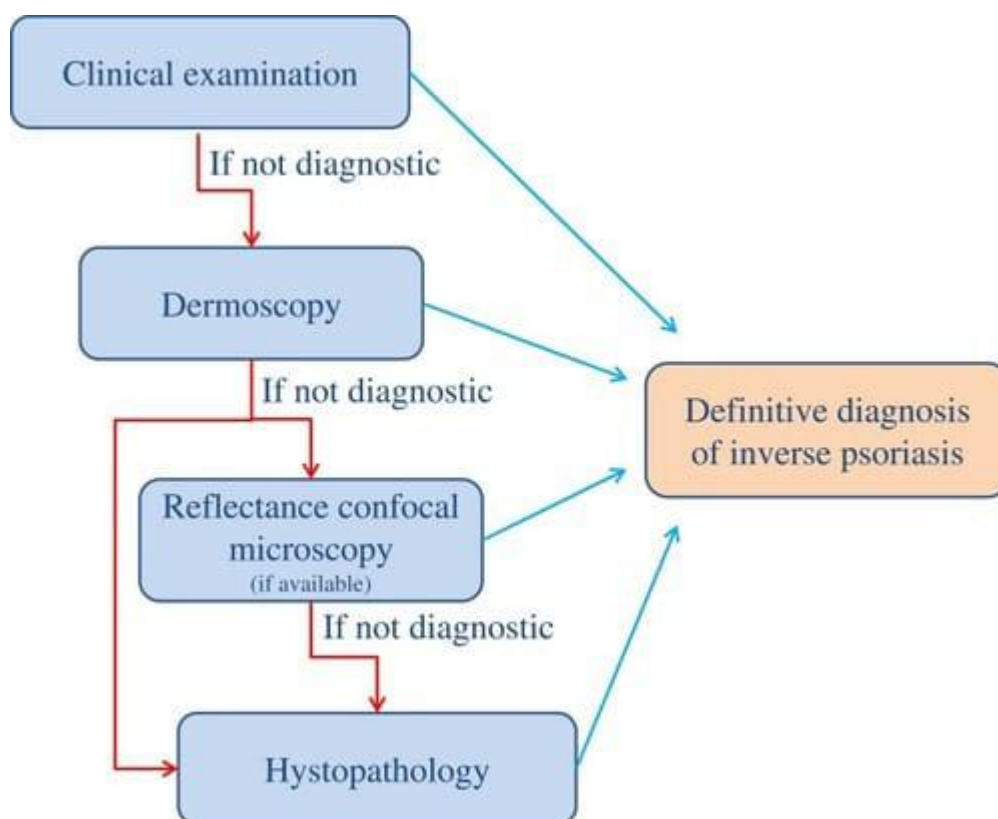 Clinical examination
If not diagnostic
Dermoscopy
If not diagnostic
Reflectance confocal
microscopy
(if available)
If not diagnostic
Hystopathology
Definitive diagnosis
of inverse psoriasis